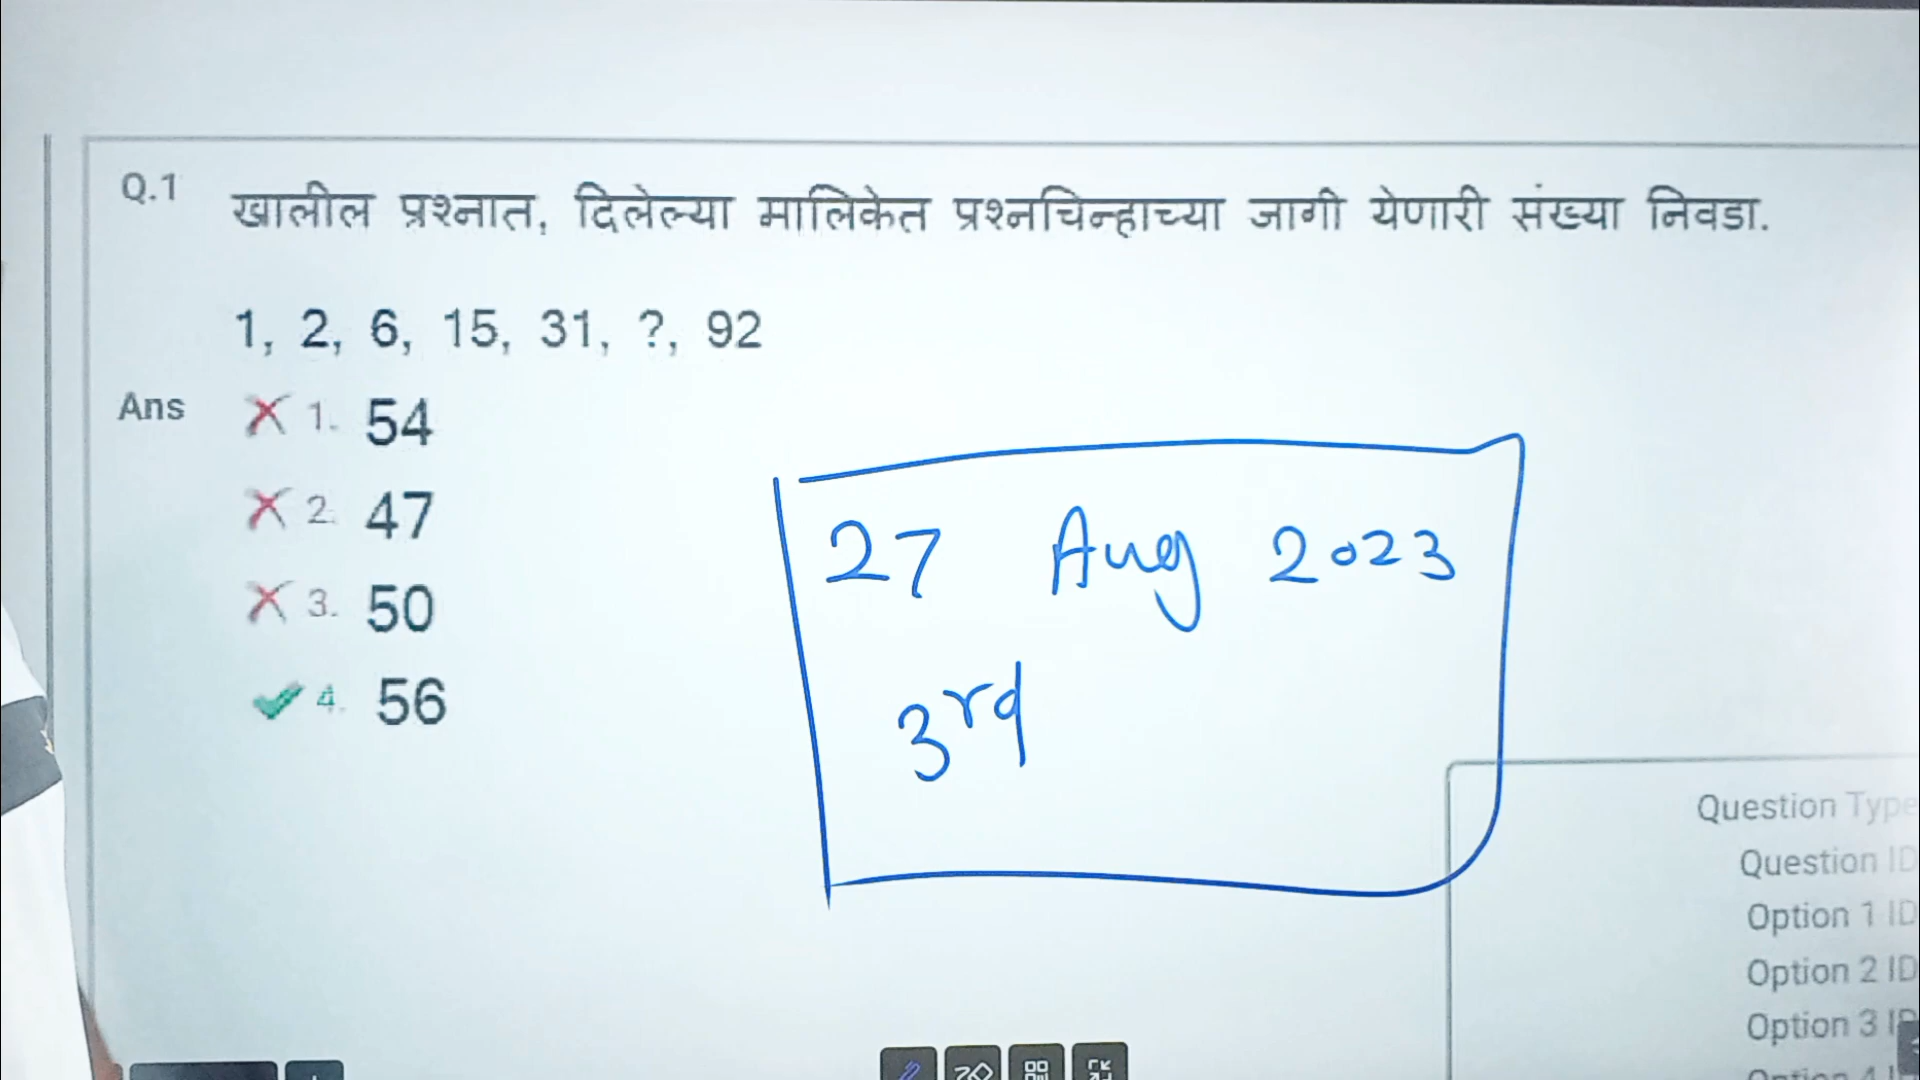 Q.1 खालील प्रश्नात, दिलेल्या मालिकेत प्रश्नचिन्हाच्या जागी येणारी संख्या निवडा.
1, 2, 6, 15, 31, ?, 92
Ans 1. 54
2. 47
3. 50
4. 56
27 Aug 2023
3rd
Question Type
Question ID
Option 1 ID
Option 2 ID
Option 3 ID